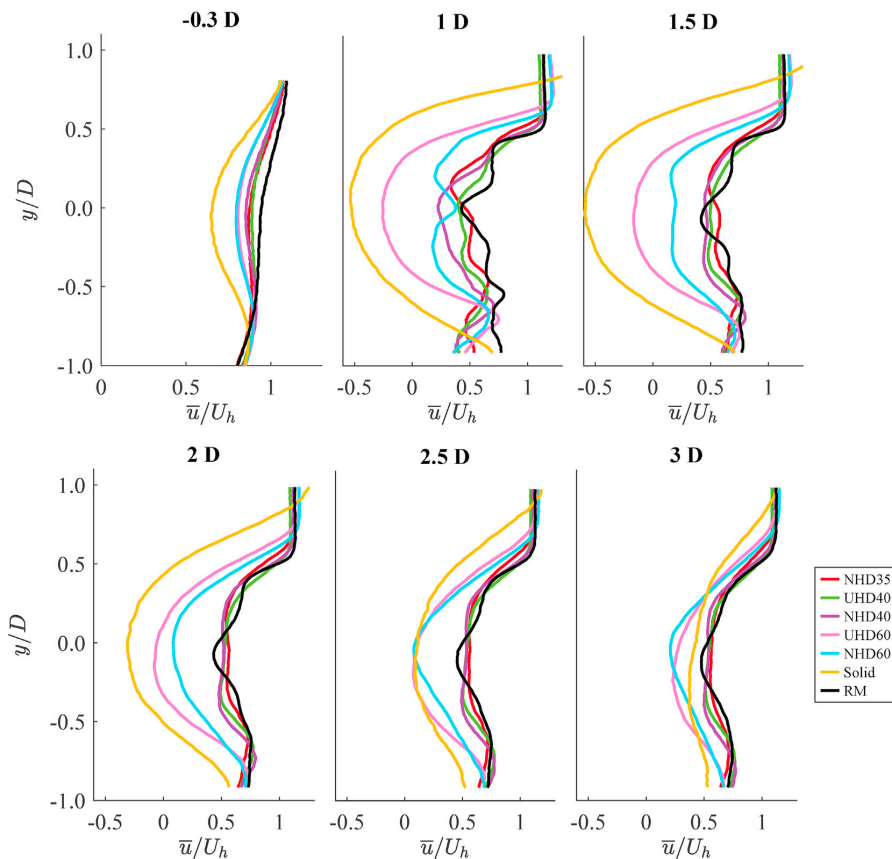 -0.3 D
1 D
1.5 D
1.0
0.5
0.0
-0.5
-1.0
y/D
0 0.5 1
-0.5 0 0.5 1
-0.5 0 0.5 1
u̅/U_h
u̅/U_h
u̅/U_h
2 D
2.5 D
3 D
1.0
0.5
0.0
-0.5
-1.0
y/D
-0.5 0 0.5 1
-0.5 0 0.5 1
-0.5 0 0.5 1
u̅/U_h
u̅/U_h
u̅/U_h
NHD35
UHD40
NHD40
UHD60
NHD60
Solid
RM